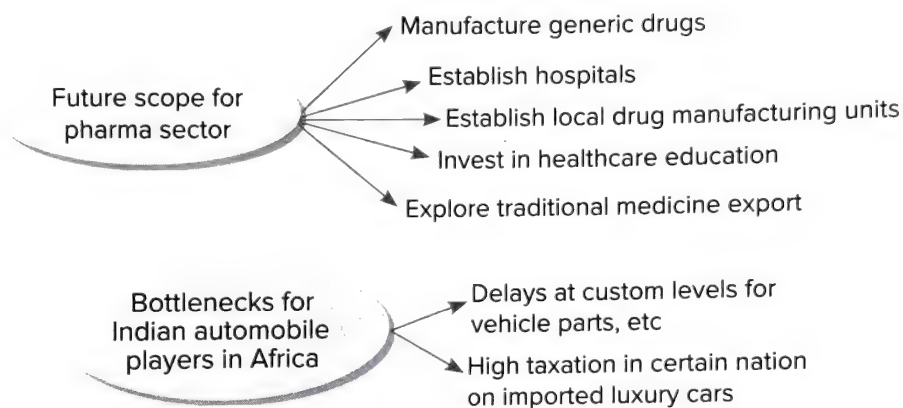 Future scope for
pharma sector
Manufacture generic drugs
Establish hospitals
Establish local drug manufacturing units
Invest in healthcare education
Explore traditional medicine export
Bottlenecks for
Indian automobile
players in Africa
Delays at custom levels for
vehicle parts, etc
High taxation in certain nation
on imported luxury cars